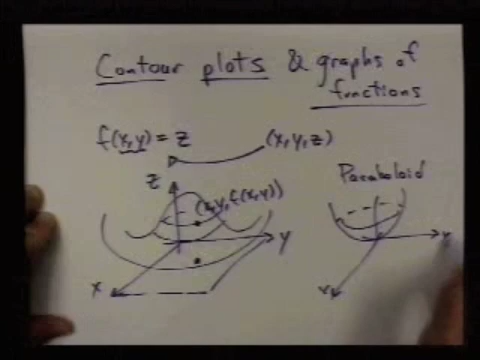 Contour plots & graphs of
functions
f(x,y) = z (x,y,z)
Paraboloid
z
(x,y,f(x,y))
y y
x x